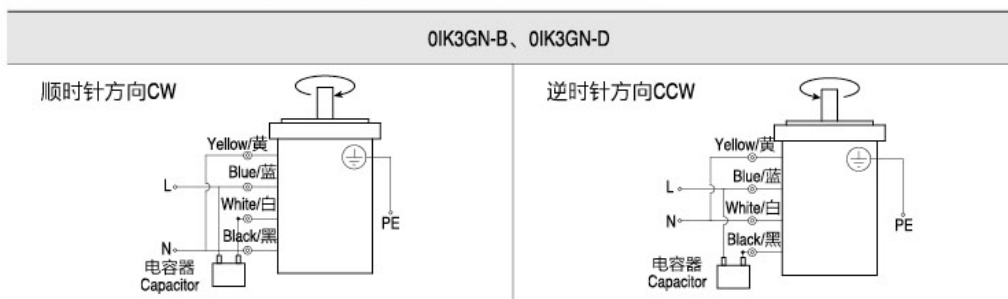 0IK3GN-B、0IK3GN-D
顺时针方向CW
Yellow/黄
Blue/蓝
L
White/白
PE
Black/黑
N
电容器
Capacitor
逆时针方向CCW
Yellow/黄
Blue/蓝
L
White/白
N
PE
Black/黑
电容器
Capacitor